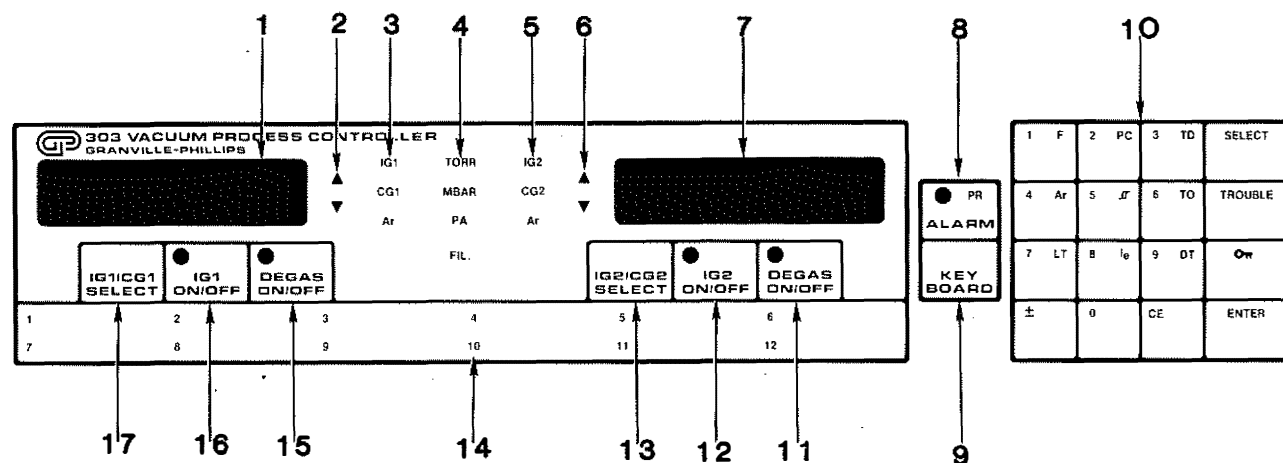 1 2 3 4 5 6 7 8 10
GP 303 VACUUM PROCESS CONTROLLER
GRANVILLE-PHILLIPS
IG1 TORR IG2
▲ ▲
CG1 MBAR CG2
▼ ▼
Ar PA Ar
FIL.
IG1/CG1
SELECT
IG1
ON/OFF
DEGAS
ON/OFF
IG2/CG2
SELECT
IG2
ON/OFF
DEGAS
ON/OFF
1 2 3 4 5 6
7 8 9 10 11 12
PR
ALARM
KEY
BOARD
1 F 2 PC 3 TD SELECT
4 Ar 5 σ 6 TO TROUBLE
7 LT 8 ie 9 DT
± 0 CE ENTER
17 16 15 14 13 12 11 9